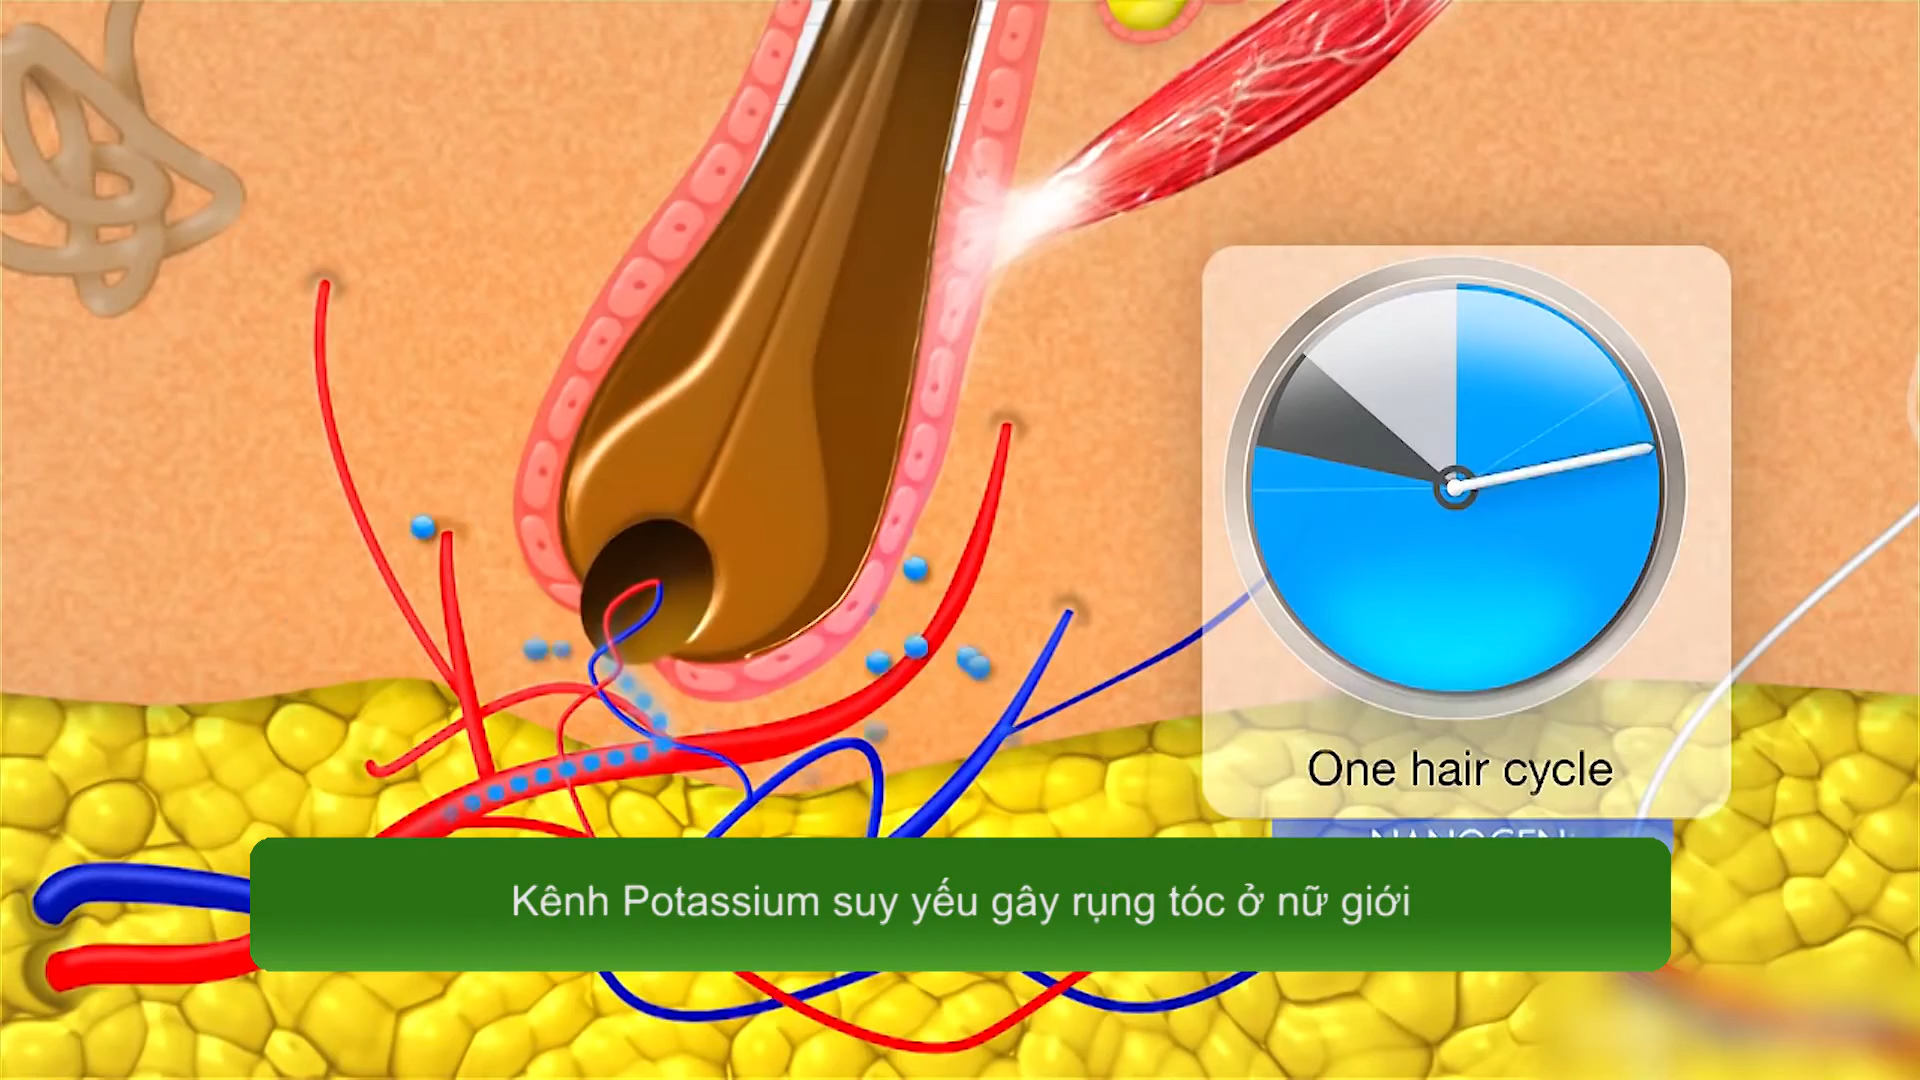 One hair cycle
Kênh Potassium suy yếu gây rụng tóc ở nữ giới